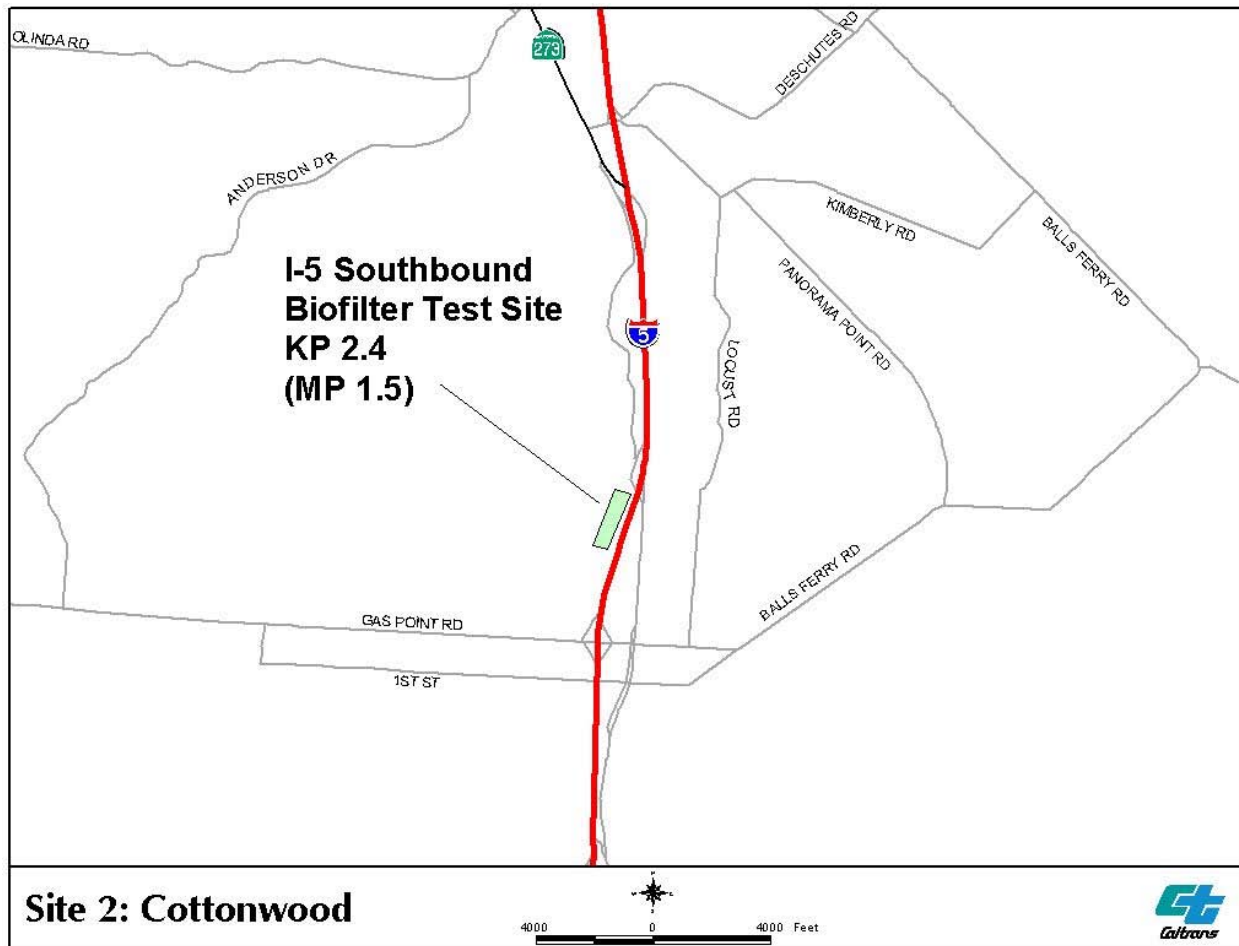 OLINDA RD
273
DESCHUTES RD
ANDERSON DR
KIMBERLY RD
BALLS FERRY RD
I-5 Southbound
Biofilter Test Site
KP 2.4
(MP 1.5)
PANORAMA POINT RD
5
LOCUST RD
BALLS FERRY RD
GAS POINT RD
1ST ST
Site 2: Cottonwood
4000 0 4000 Feet
Ct
Caltrans